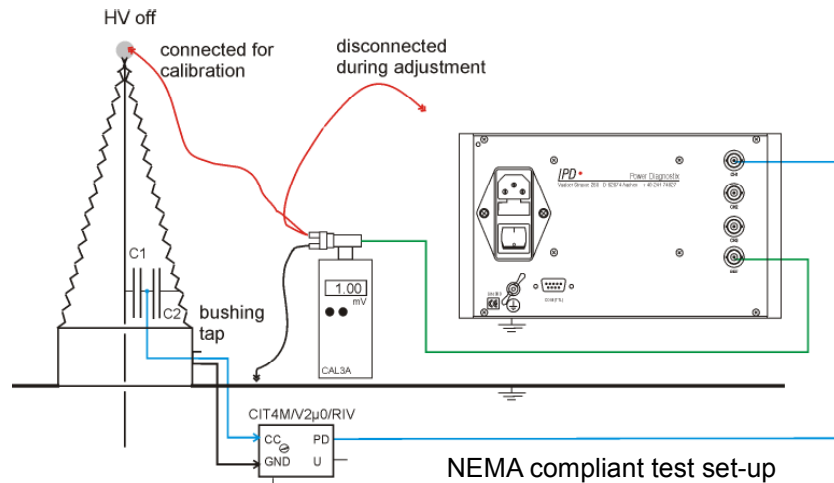 HV off
connected for
calibration
disconnected
during adjustment
IPD
Power Diagnostix
CH1
CH2
CH3
C1
C2
bushing
tap
1.00
mV
CAL3A
CIT4M/V2µ0/RIV
CC
PD
GND
U
NEMA compliant test set-up